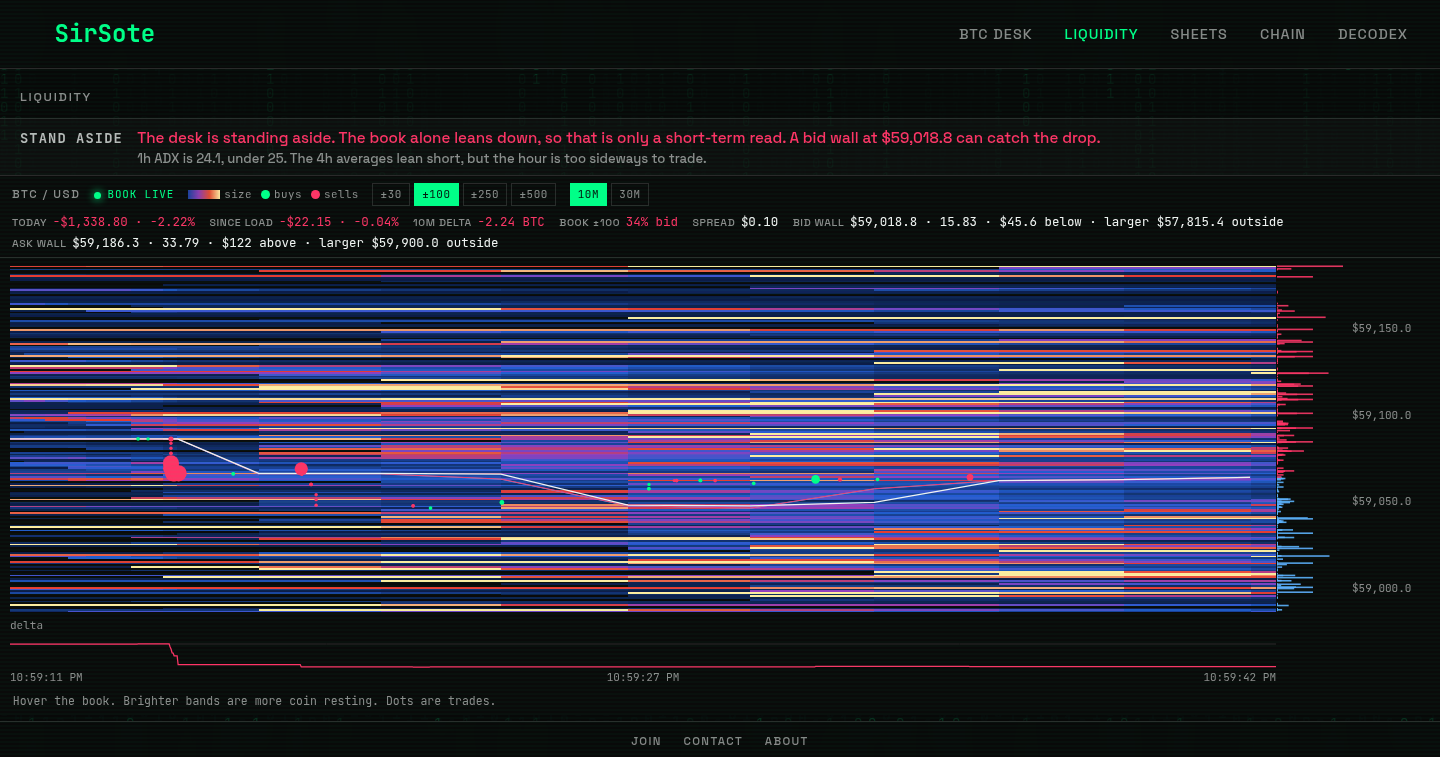 SirSote
BTC DESK LIQUIDITY SHEETS CHAIN DECODEX
LIQUIDITY
STAND ASIDE The desk is standing aside. The book alone leans down, so that is only a short-term read. A bid wall at $59,018.8 can catch the drop.
1h ADX is 24.1, under 25. The 4h averages lean short, but the hour is too sideways to trade.
BTC / USD BOOK LIVE size buys sells ±30 ±100 ±250 ±500 10M 30M
TODAY -$1,338.80 · -2.22% SINCE LOAD -$22.15 · -0.04% 10M DELTA -2.24 BTC BOOK ±100 34% bid SPREAD $0.10 BID WALL $59,018.8 · 15.83 · $45.6 below · larger $57,815.4 outside
ASK WALL $59,186.3 · 33.79 · $122 above · larger $59,900.0 outside
$59,150.0
$59,100.0
$59,050.0
$59,000.0
delta
10:59:11 PM 10:59:27 PM 10:59:42 PM
Hover the book. Brighter bands are more coin resting. Dots are trades.
JOIN CONTACT ABOUT